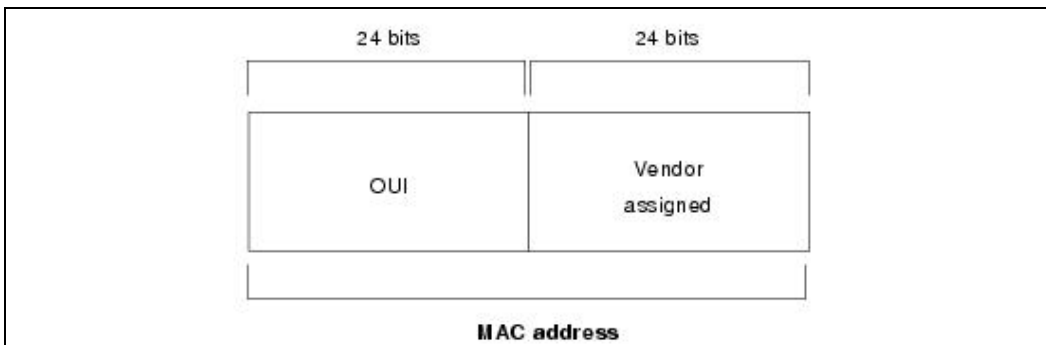 24 bits 24 bits
OUI
Vendor
assigned
MAC address